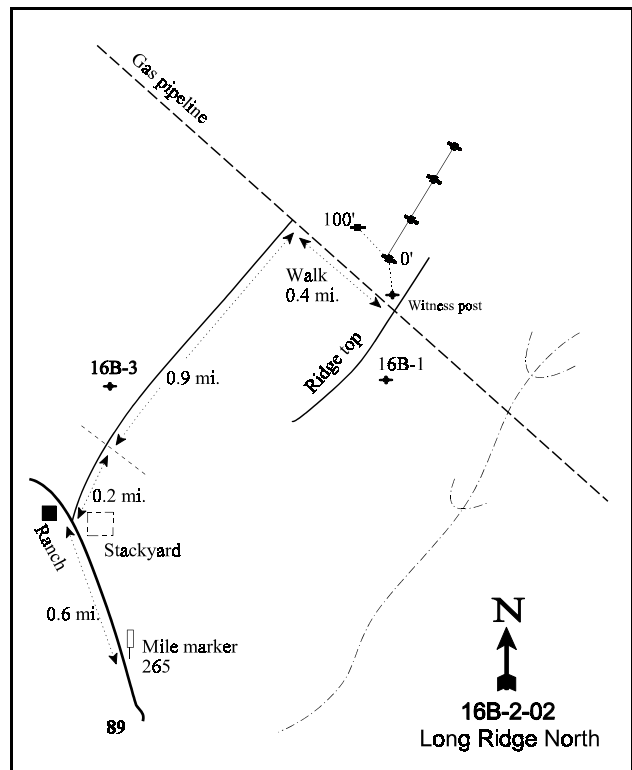 Gas pipeline
100'
0'
Walk
0.4 mi.
Witness post
Ridge top
16B-1
16B-3
0.9 mi.
0.2 mi.
Ranch
Stackyard
0.6 mi.
Mile marker
265
89
N
16B-2-02
Long Ridge North